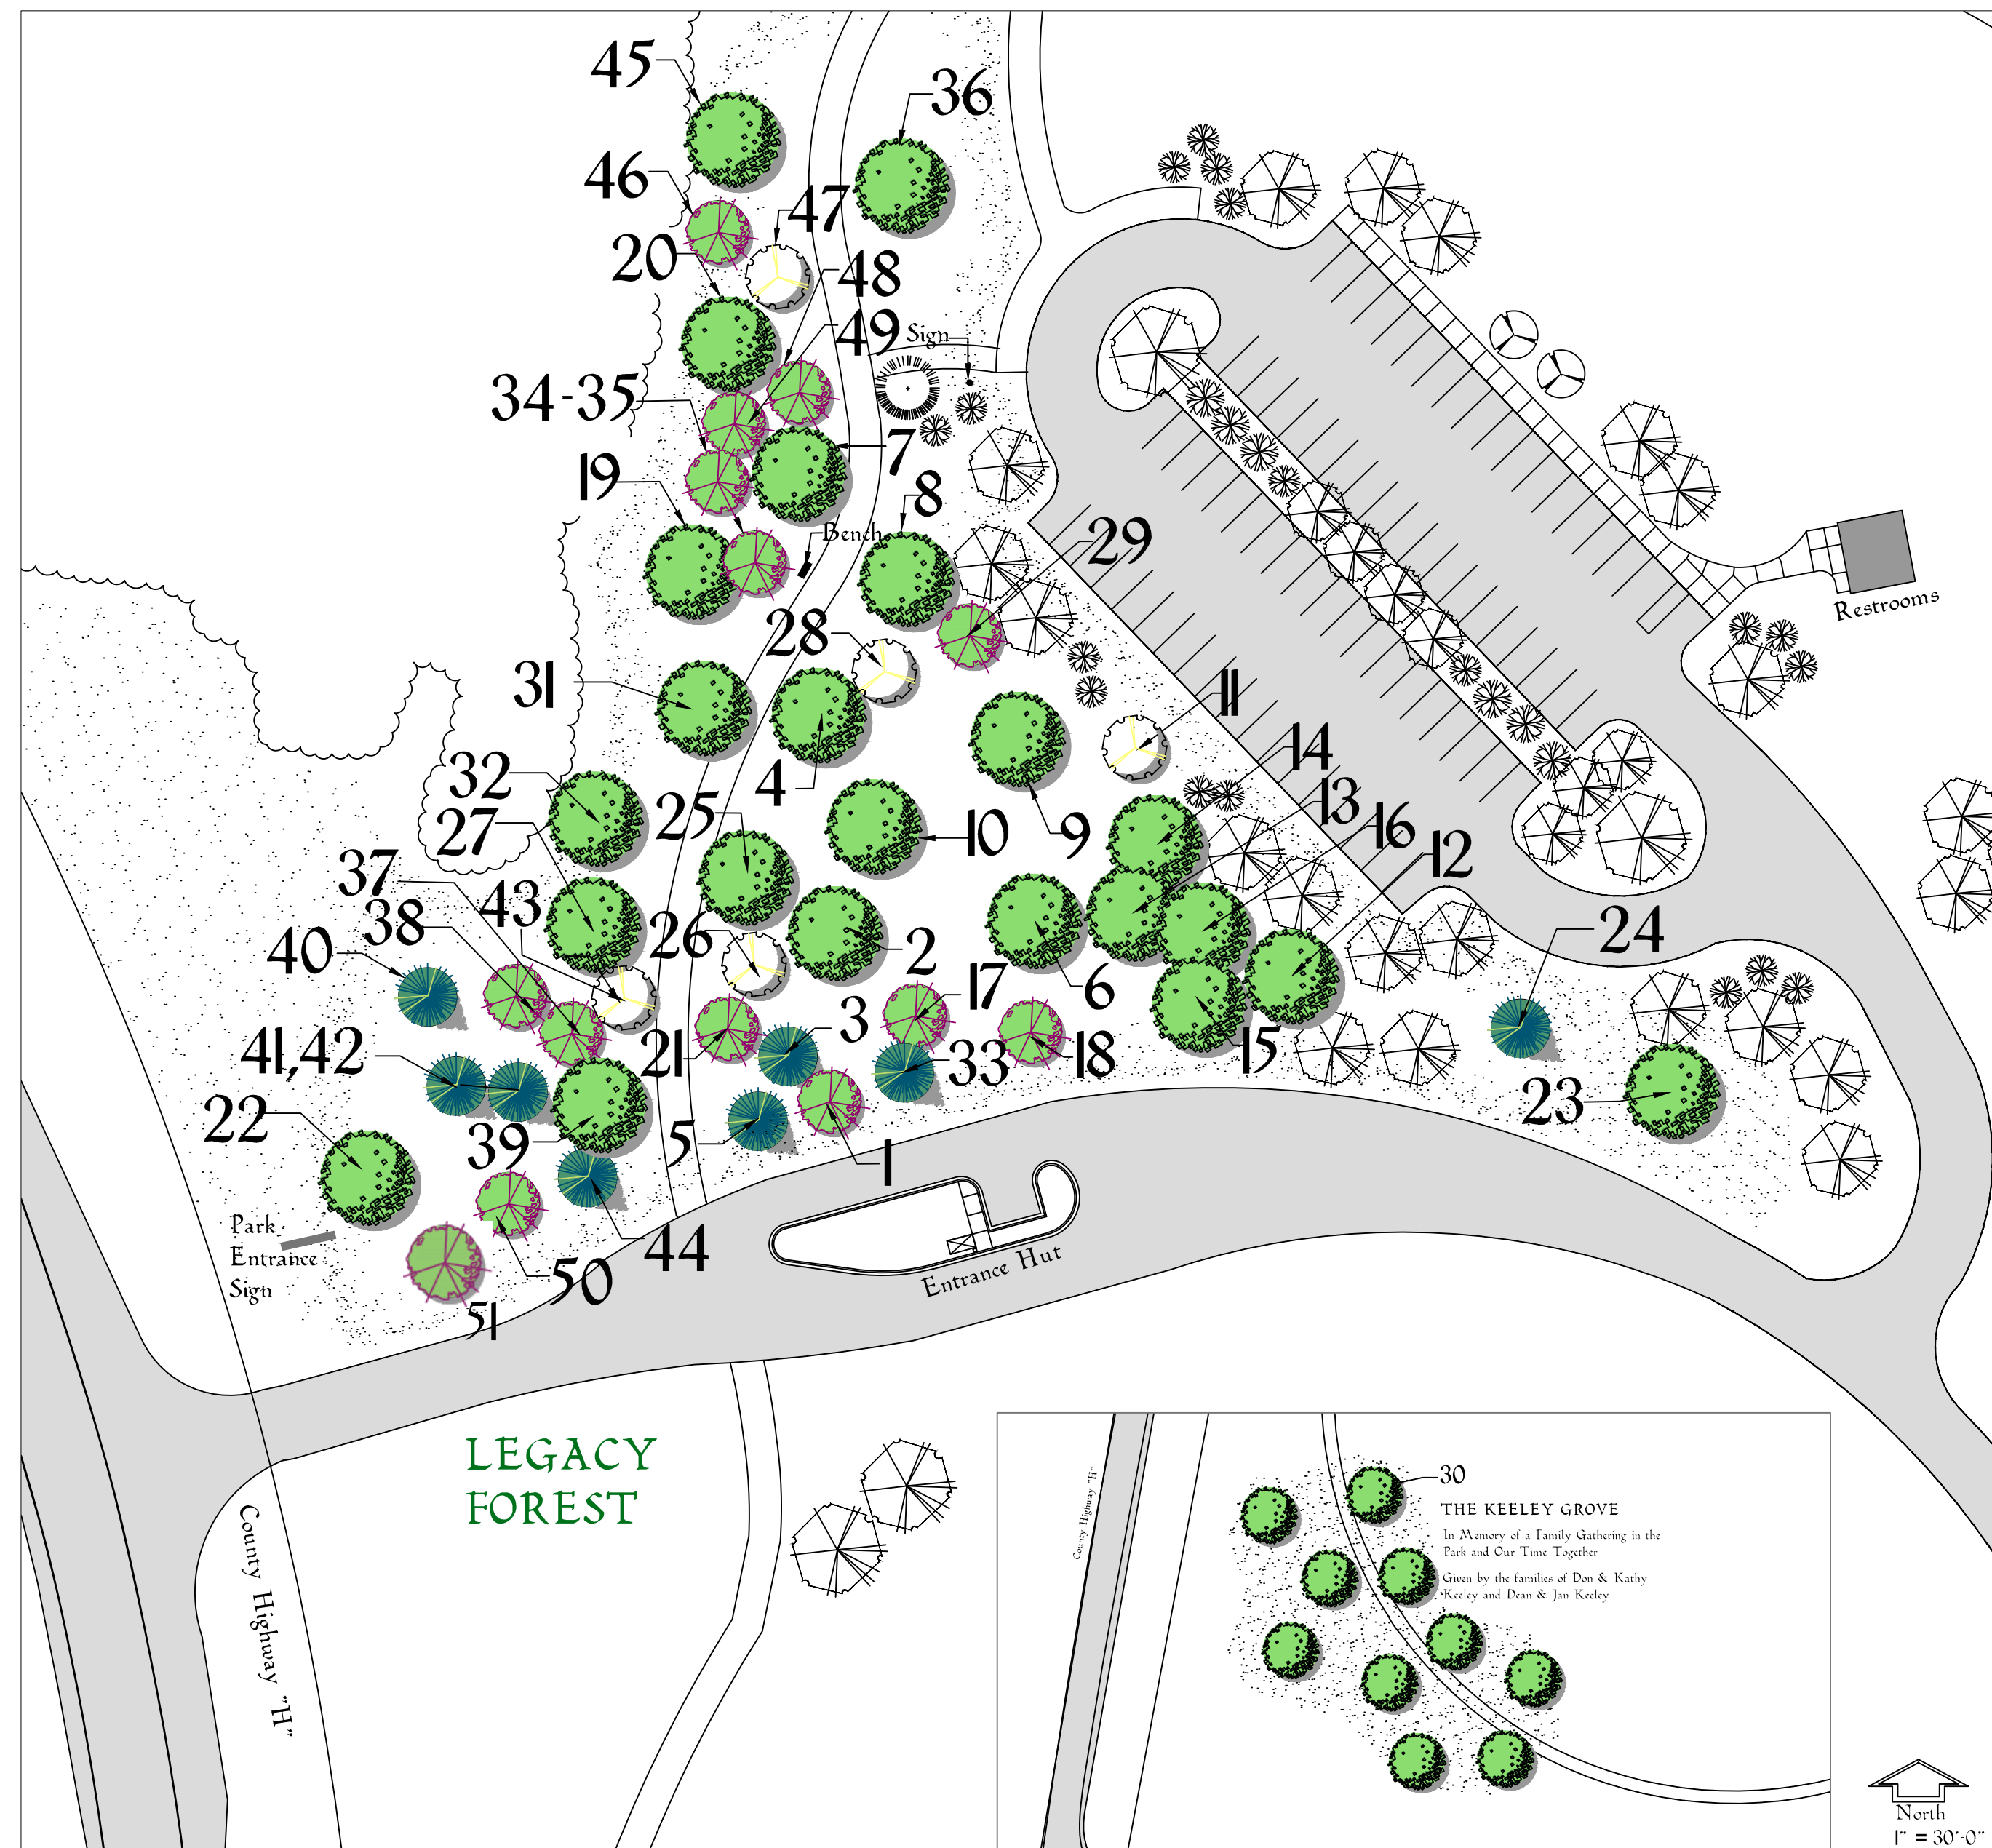 45
36
46
47
20
48
49
Sign
34-35
7
19
8
Bench
29
28
31
11
4
14
32
25
13
27
10
9
16
12
37
43
38
26
2
24
40
17
6
3
41,42
21
33
18
15
22
39
5
1
23
Restrooms
Park
Entrance
Sign
44
50
51
Entrance Hut
LEGACY
FOREST
County Highway "H"
County Highway "H"
30
THE KEELEY GROVE
In Memory of a Family Gathering in the
Park and Our Time Together
Given by the families of Don & Kathy
Keeley and Dean & Jan Keeley
North
1" = 30'-0"